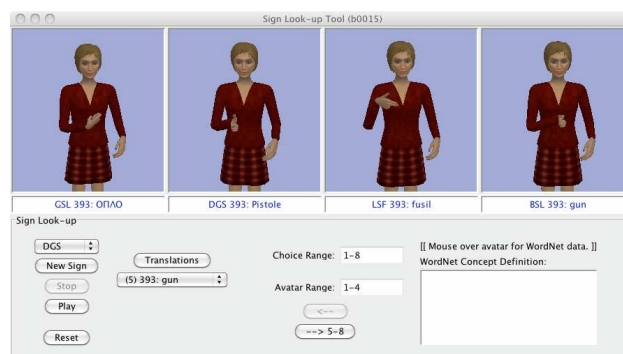 Sign Look-up Tool (b0015)
GSL 393: ΟΠΛΟ
DGS 393: Pistole
LSF 393: fusil
BSL 393: gun
Sign Look-up
DGS
New Sign
Stop
Play
Reset
Translations
(5) 393: gun
Choice Range: 1-8
Avatar Range: 1-4
<--
--> 5-8
[[ Mouse over avatar for WordNet data. ]]
WordNet Concept Definition: